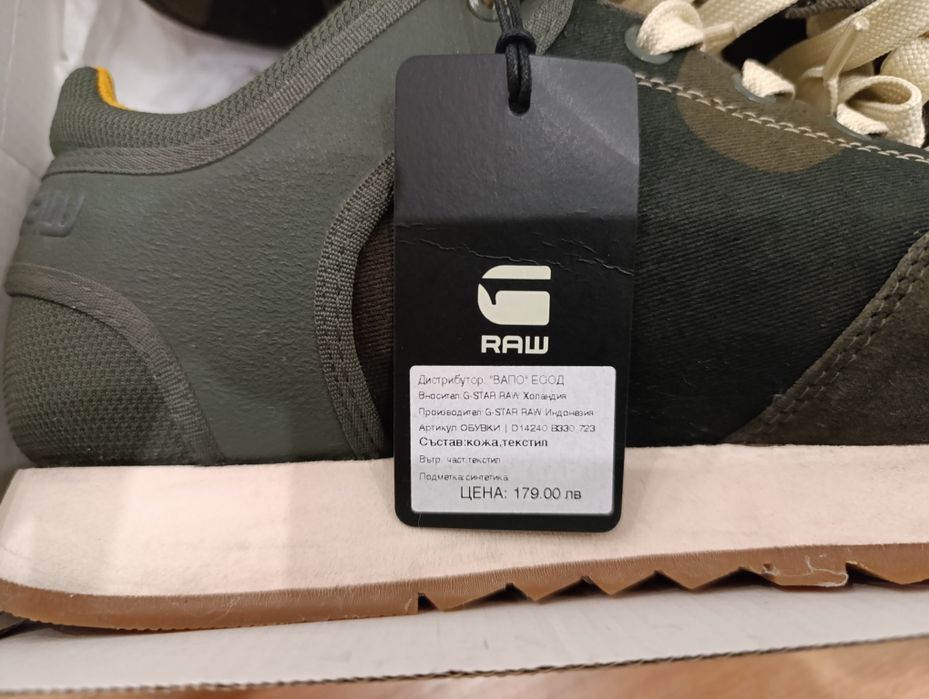 RAW
RAW
Дистрибутор: "ВАПО" ЕООД
Вносител G-STAR RAW Холандия
Производител G-STAR RAW Индонезия
Артикул ОБУВКИ | D14240 B330 723
Състав:кожа,текстил
Вътр. част:текстил
Подметка:синтетика
ЦЕНА: 179.00 лв